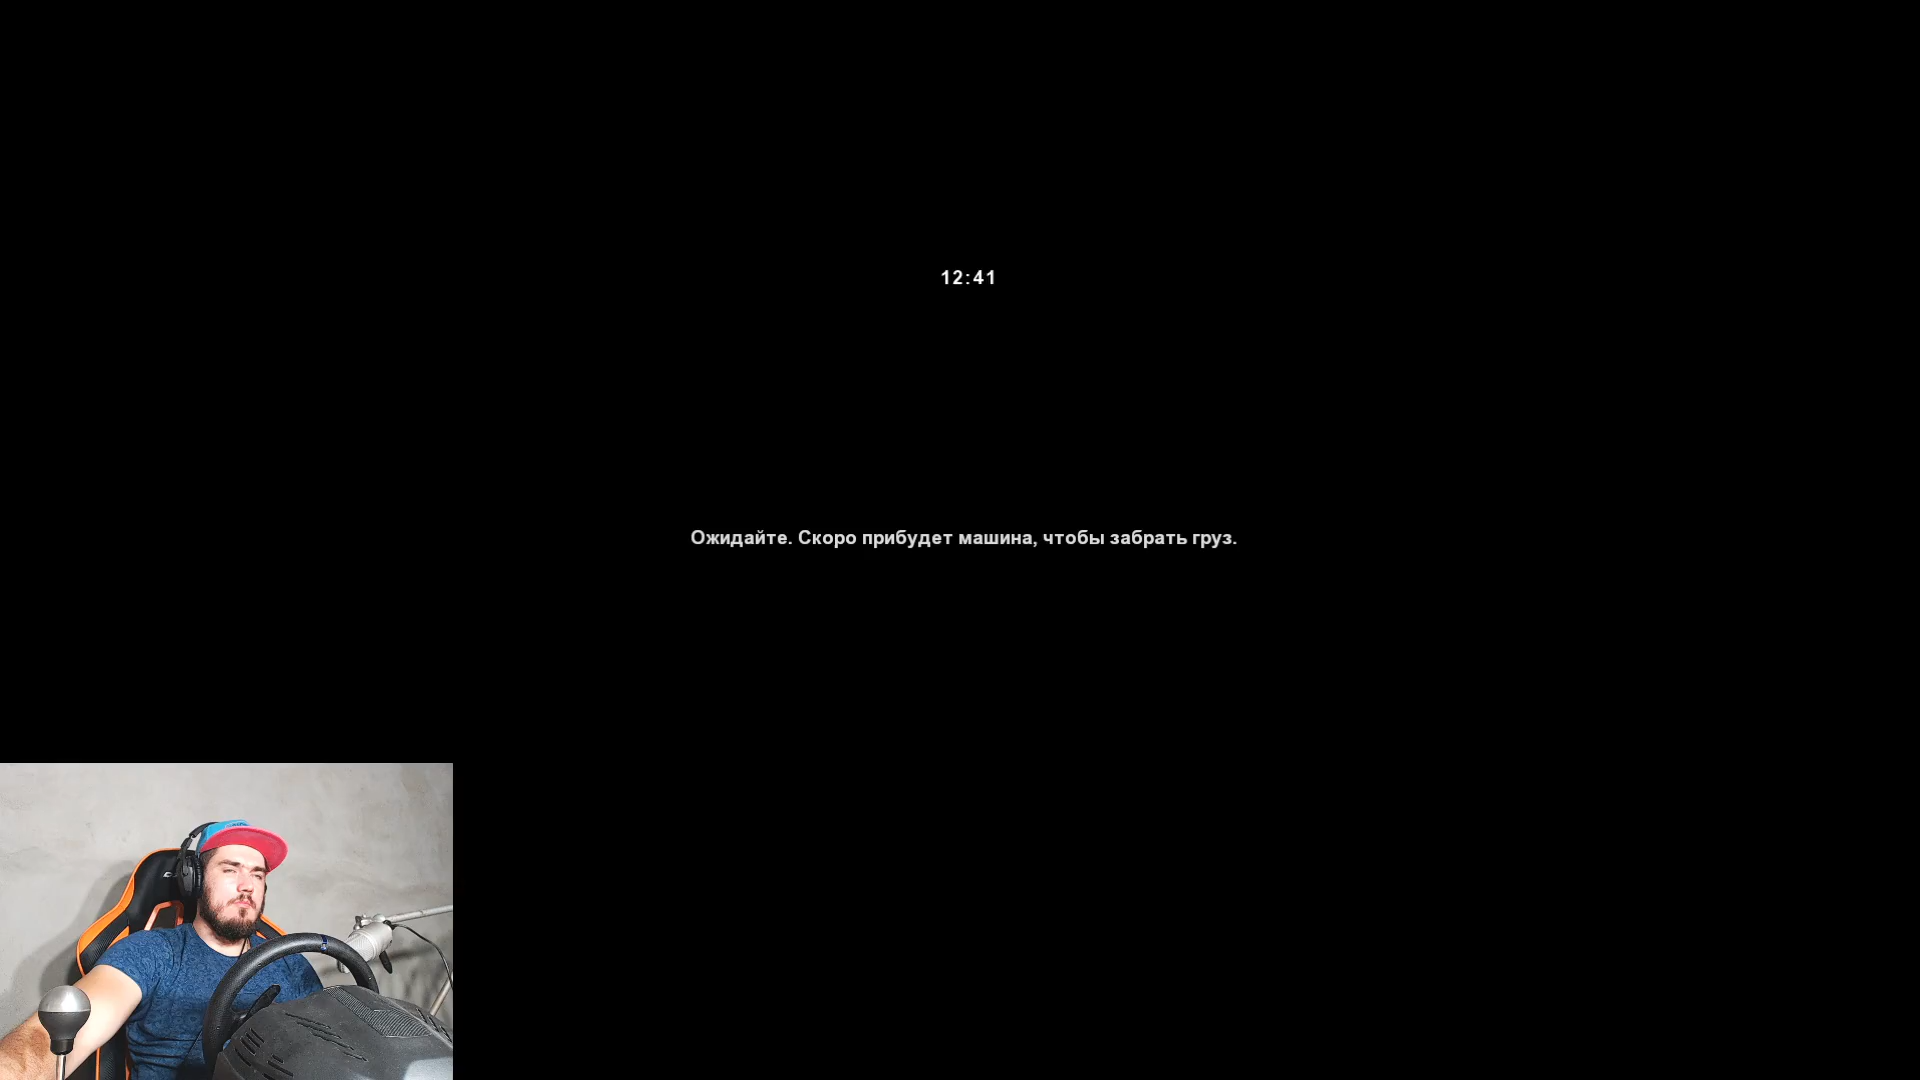 12:41
Ожидайте. Скоро прибудет машина, чтобы забрать груз.